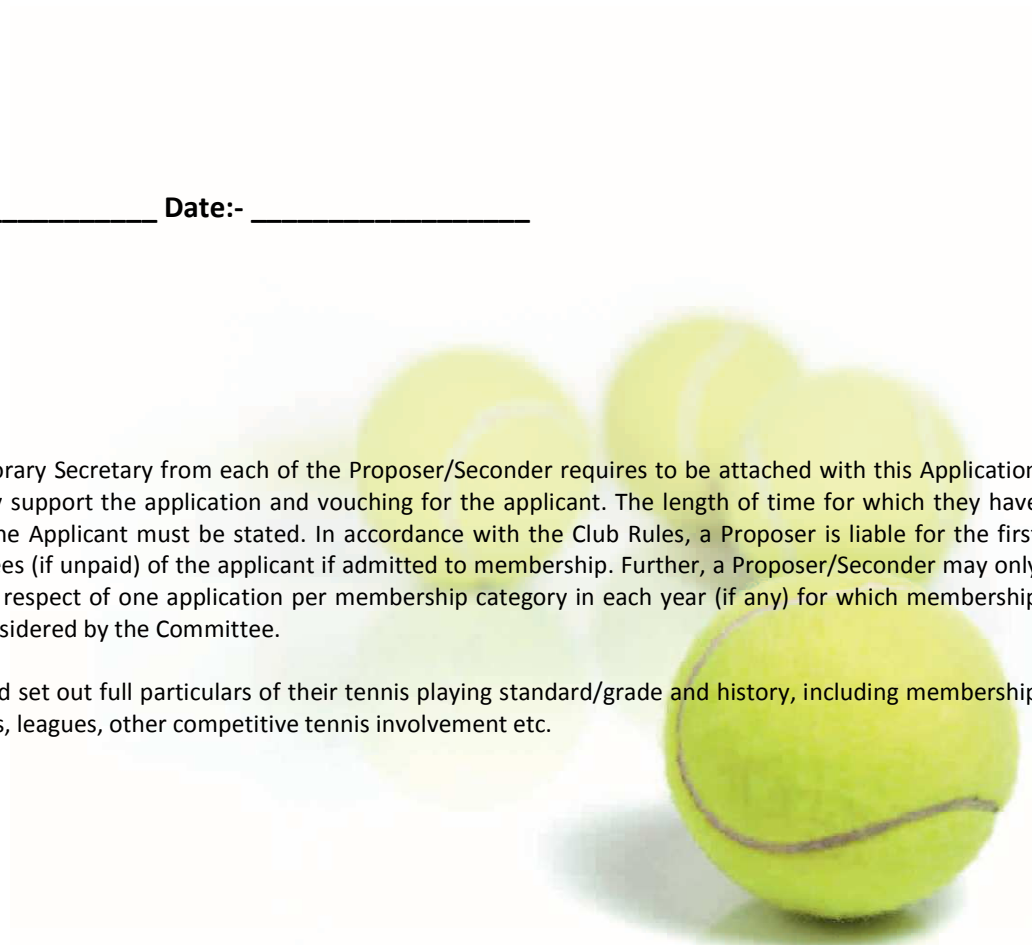 __________ Date:- __________________
orary Secretary from each of the Proposer/Seconder requires to be attached with this Application
y support the application and vouching for the applicant. The length of time for which they have
he Applicant must be stated. In accordance with the Club Rules, a Proposer is liable for the first
ees (if unpaid) of the applicant if admitted to membership. Further, a Proposer/Seconder may only
respect of one application per membership category in each year (if any) for which membership
sidered by the Committee.
d set out full particulars of their tennis playing standard/grade and history, including membership
s, leagues, other competitive tennis involvement etc.